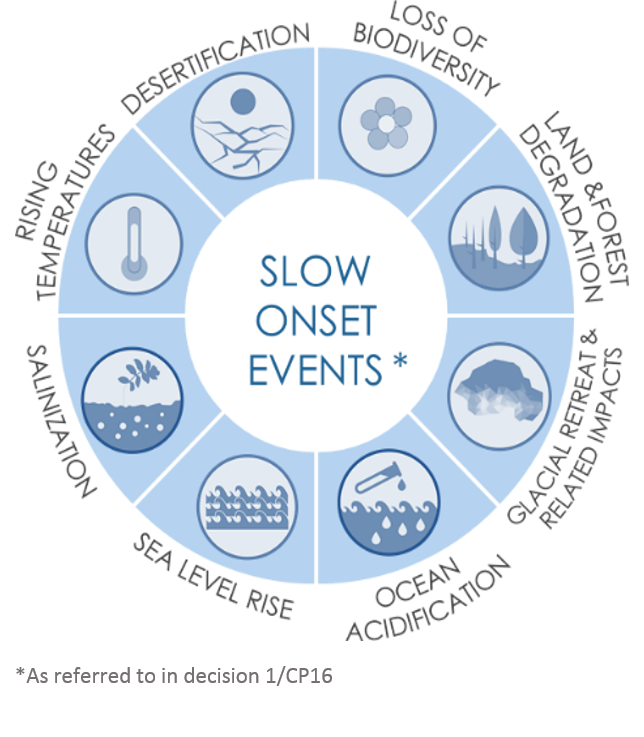 LOSS OF
BIODIVERSITY
LAND &FOREST
DEGRADATION
GLACIAL RETREAT &
RELATED IMPACTS
OCEAN
ACIDIFICATION
SEA LEVEL RISE
SALINIZATION
RISING
TEMPERATURES
DESERTIFICATION
SLOW
ONSET
EVENTS *
*As referred to in decision 1/CP16